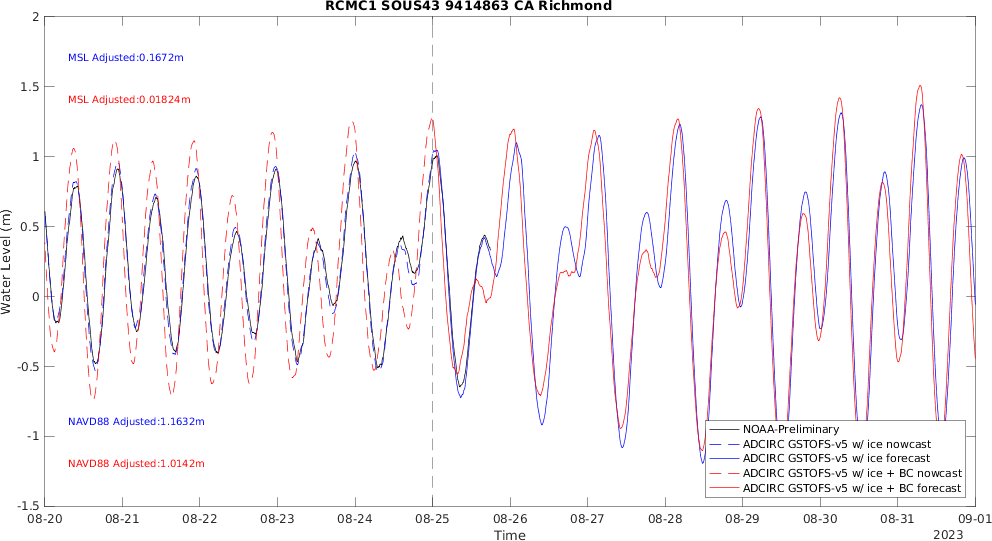 RCMC1 SOUS43 9414863 CA Richmond
2
1.5
1
0.5
0
-0.5
-1
-1.5
Water Level (m)
MSL Adjusted:0.1672m
MSL Adjusted:0.01824m
NAVD88 Adjusted:1.1632m
NAVD88 Adjusted:1.0142m
NOAA-Preliminary
ADCIRC GSTOFS-v5 w/ ice nowcast
ADCIRC GSTOFS-v5 w/ ice forecast
ADCIRC GSTOFS-v5 w/ice + BC nowcast
ADCIRC GSTOFS-v5 w/ice + BC forecast
08-20 08-21 08-22 08-23 08-24 08-25 08-26 08-27 08-28 08-29 08-30 08-31 09-01
Time
2023